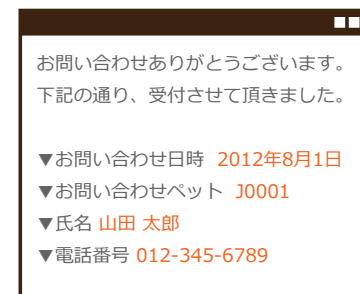 お問い合わせありがとうございます。
下記の通り、受付させて頂きました。
▼お問い合わせ日時 2012年8月1日
▼お問い合わせペット J0001
▼氏名 山田 太郎
▼電話番号 012-345-6789